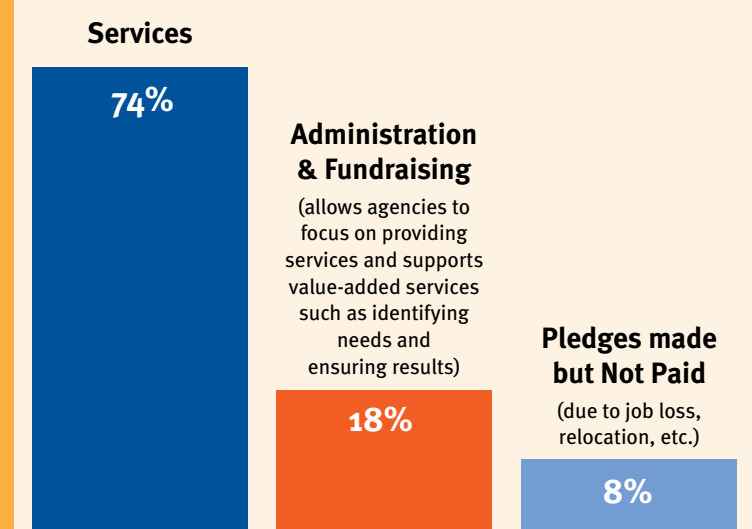 Services
74%
Administration
& Fundraising
(allows agencies to
focus on providing
services and supports
value-added services
such as identifying
needs and
ensuring results)
18%
Pledges made
but Not Paid
(due to job loss,
relocation, etc.)
8%